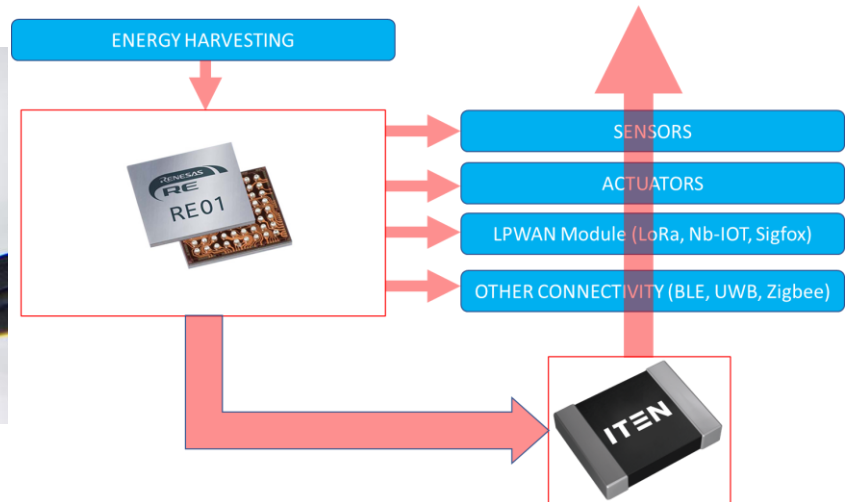 ENERGY HARVESTING
SENSORS
RENESAS
RE
RE01
ACTUATORS
LPWAN Module (LoRa, Nb-IOT, Sigfox)
OTHER CONNECTIVITY (BLE, UWB, Zigbee)
ITEN